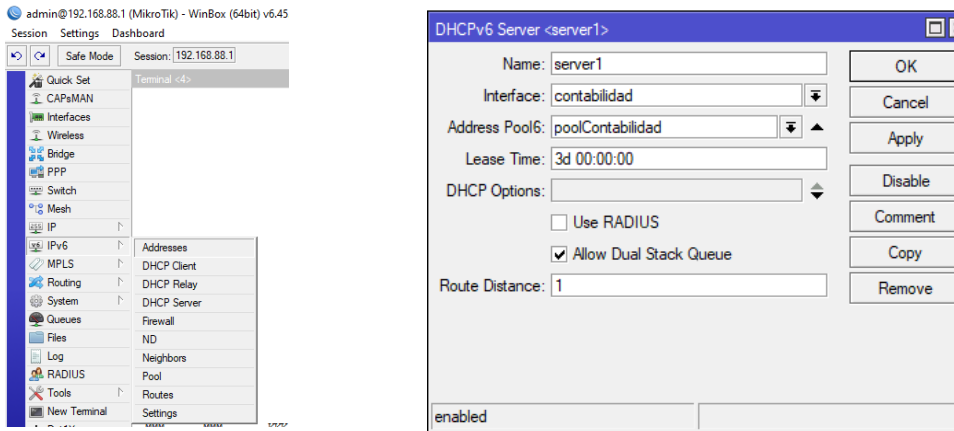 admin@192.168.88.1 (MikroTik) - WinBox (64bit) v6.45
Session Settings Dashboard
Safe Mode Session: 192.168.88.1
Terminal <4>
Quick Set
CAPsMAN
Interfaces
Wireless
Bridge
PPP
Switch
Mesh
IP
IPv6
MPLS
Routing
System
Queues
Files
Log
RADIUS
Tools
New Terminal
Addresses
DHCP Client
DHCP Relay
DHCP Server
Firewall
ND
Neighbors
Pool
Routes
Settings
DHCPv6 Server <server1>
Name: server1
Interface: contabilidad
Address Pool6: poolContabilidad
Lease Time: 3d 00:00:00
DHCP Options:
Use RADIUS
Allow Dual Stack Queue
Route Distance: 1
OK
Cancel
Apply
Disable
Comment
Copy
Remove
enabled